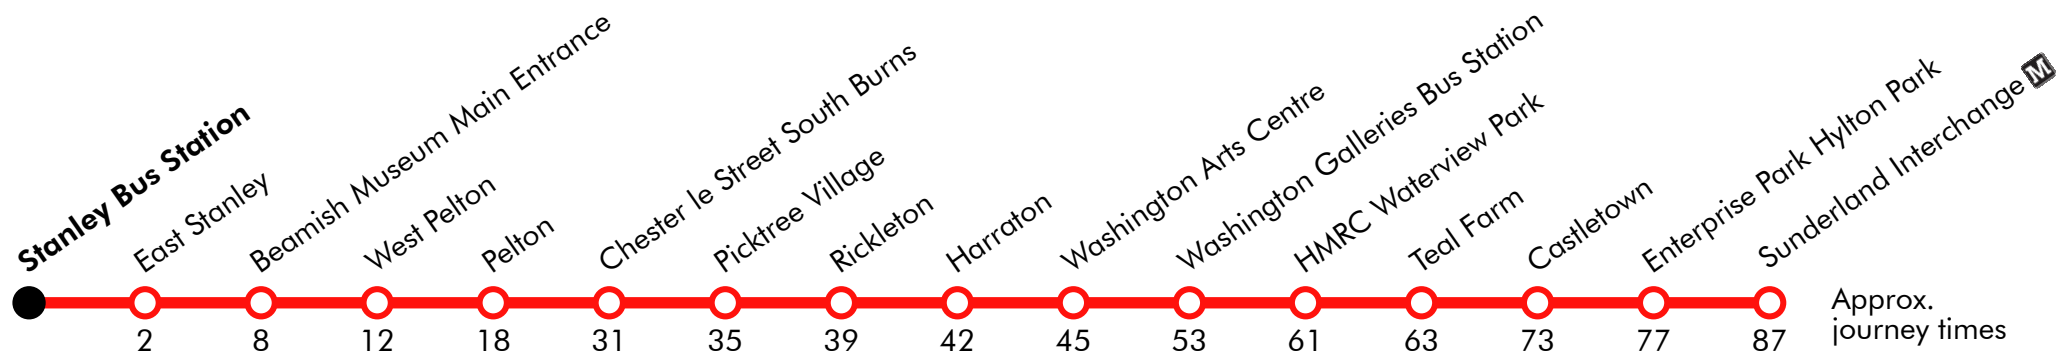 Stanley Bus Station
East Stanley
Beamish Museum Main Entrance
West Pelton
Pelton
Chester le Street South Burns
Picktree Village
Rickleton
Harraton
Washington Arts Centre
Washington Galleries Bus Station
HMRC Waterview Park
Teal Farm
Castletown
Enterprise Park Hylton Park
Sunderland Interchange M
2 8 12 18 31 35 39 42 45 53 61 63 73 77 87
Approx.
journey times